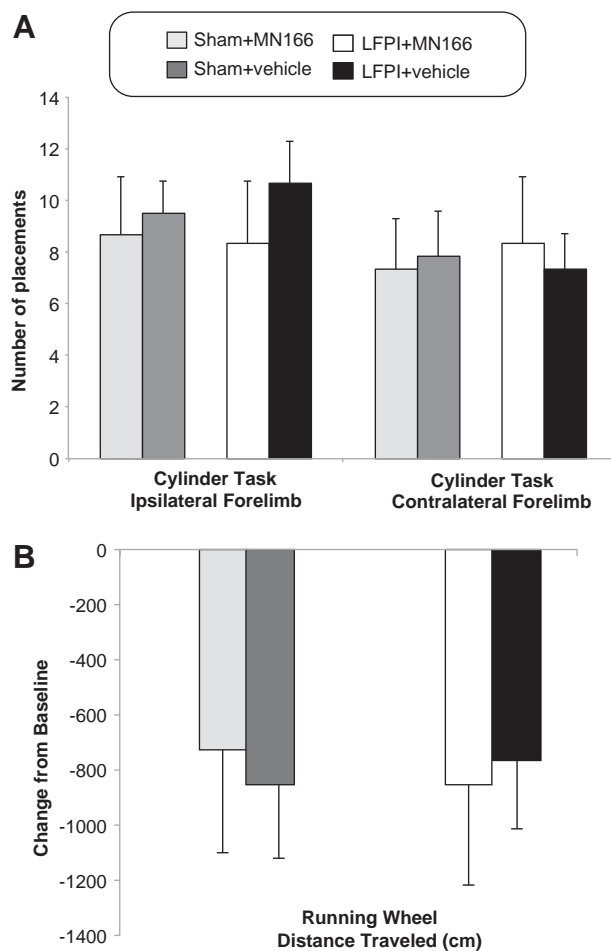 A
Sham+MN166 LFPI+MN166
Sham+vehicle LFPI+vehicle
14
12
10
8
6
4
2
0
Number of placements
Cylinder Task Cylinder Task
Ipsilateral Forelimb Contralateral Forelimb
B
0
-200
-400
-600
-800
-1000
-1200
-1400
Change from Baseline
Running Wheel
Distance Traveled (cm)